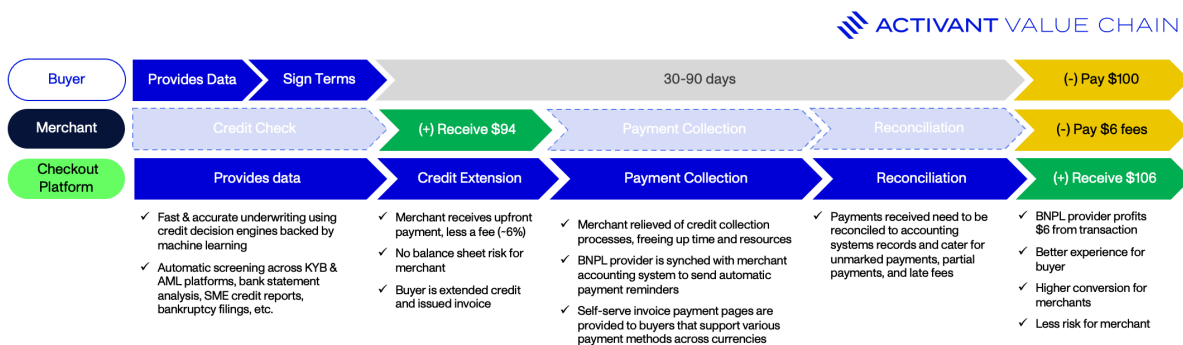 ACTIVANT VALUE CHAIN
Buyer
Provides Data
Sign Terms
30-90 days
(-) Pay $100
Merchant
Credit Check
(+) Receive $94
Payment Collection
Reconciliation
(-) Pay $6 fees
Checkout
Platform
Provides data
Credit Extension
Payment Collection
Reconciliation
(+) Receive $106
✓ Fast & accurate underwriting using
credit decision engines backed by
machine learning
✓ Automatic screening across KYB &
AML platforms, bank statement
analysis, SME credit reports,
bankruptcy filings, etc.
✓ Merchant receives upfront
payment, less a fee (~6%)
✓ No balance sheet risk for
merchant
✓ Buyer is extended credit
and issued invoice
✓ Merchant relieved of credit collection
processes, freeing up time and resources
✓ BNPL provider is synched with merchant
accounting system to send automatic
payment reminders
✓ Self-serve invoice payment pages are
provided to buyers that support various
payment methods across currencies
✓ Payments received need to be
reconciled to accounting
systems records and cater for
unmarked payments, partial
payments, and late fees
✓ BNPL provider profits
$6 from transaction
✓ Better experience for
buyer
✓ Higher conversion for
merchants
✓ Less risk for merchant